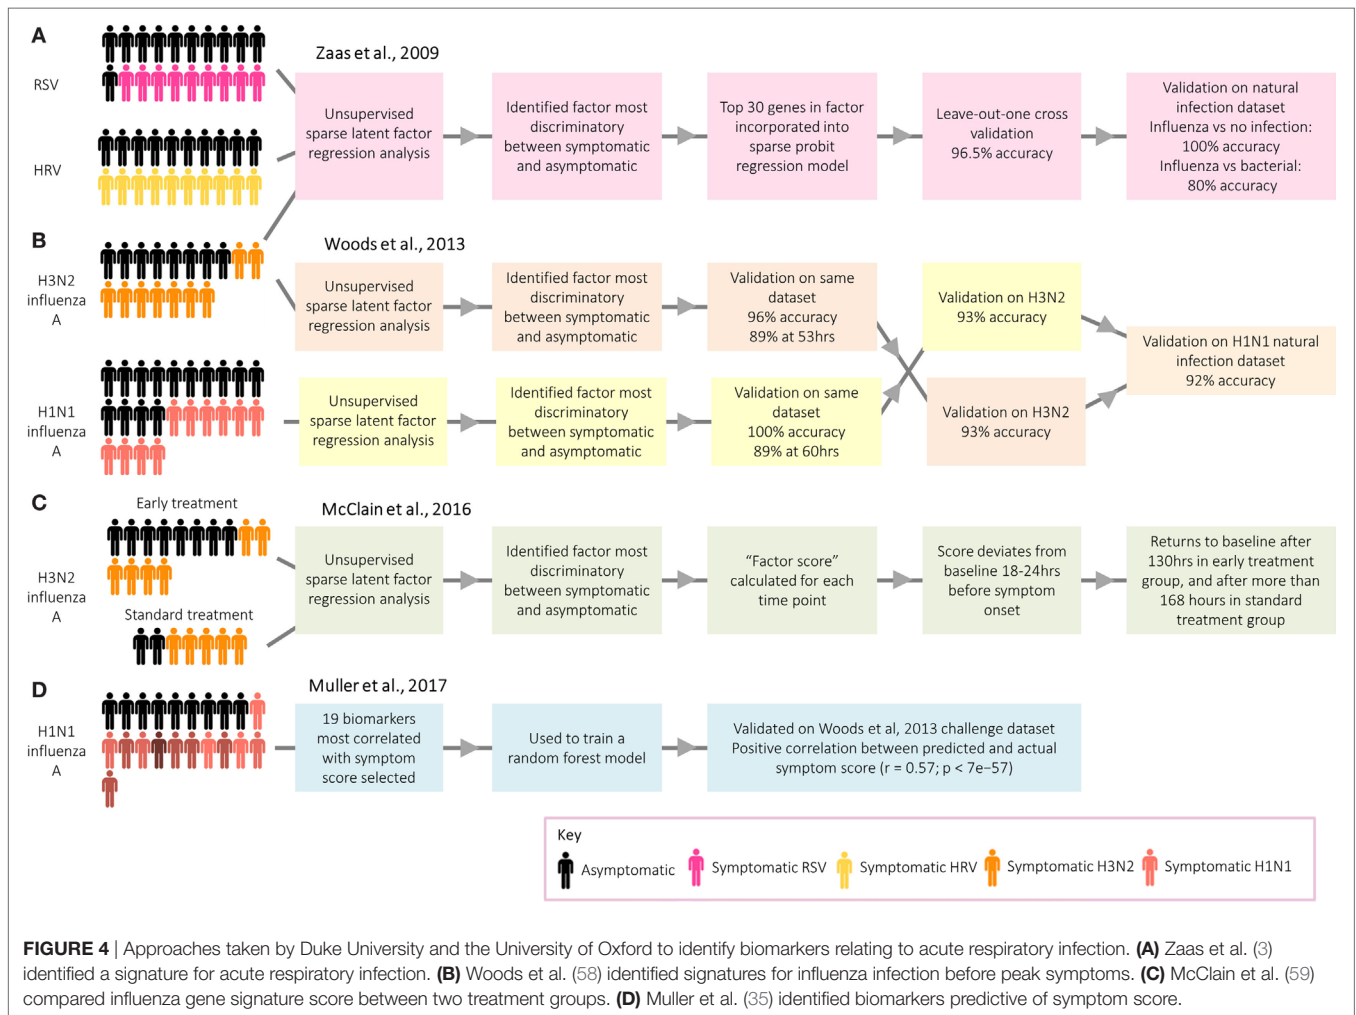 A
RSV
HRV
Zaas et al., 2009
Unsupervised
sparse latent factor
regression analysis
Identified factor most
discriminatory
between symptomatic
and asymptomatic
Top 30 genes in factor
incorporated into
sparse probit
regression model
Leave-out-one cross
validation
96.5% accuracy
Validation on natural
infection dataset
Influenza vs no infection:
100% accuracy
Influenza vs bacterial:
80% accuracy
B
H3N2
influenza
A
H1N1
influenza
A
Woods et al., 2013
Unsupervised
sparse latent factor
regression analysis
Identified factor most
discriminatory
between symptomatic
and asymptomatic
Validation on same
dataset
96% accuracy
89% at 53hrs
Validation on H3N2
93% accuracy
Unsupervised
sparse latent factor
regression analysis
Identified factor most
discriminatory
between symptomatic
and asymptomatic
Validation on same
dataset
100% accuracy
89% at 60hrs
Validation on H3N2
93% accuracy
Validation on H1N1 natural
infection dataset
92% accuracy
C
Early treatment
H3N2
influenza
A
Standard treatment
McClain et al., 2016
Unsupervised
sparse latent factor
regression analysis
Identified factor most
discriminatory
between symptomatic
and asymptomatic
“Factor score”
calculated for each
time point
Score deviates from
baseline 18-24hrs
before symptom
onset
Returns to baseline after
130hrs in early treatment
group, and after more than
168 hours in standard
treatment group
D
H1N1
influenza
A
Muller et al., 2017
19 biomarkers
most correlated
with symptom
score selected
Used to train a
random forest model
Validated on Woods et al, 2013 challenge dataset
Positive correlation between predicted and actual
symptom score (r = 0.57; p < 7e−57)
Key
Asymptomatic
Symptomatic RSV
Symptomatic HRV
Symptomatic H3N2
Symptomatic H1N1
FIGURE 4 | Approaches taken by Duke University and the University of Oxford to identify biomarkers relating to acute respiratory infection. (A) Zaas et al. (3)
identified a signature for acute respiratory infection. (B) Woods et al. (58) identified signatures for influenza infection before peak symptoms. (C) McClain et al. (59)
compared influenza gene signature score between two treatment groups. (D) Muller et al. (35) identified biomarkers predictive of symptom score.